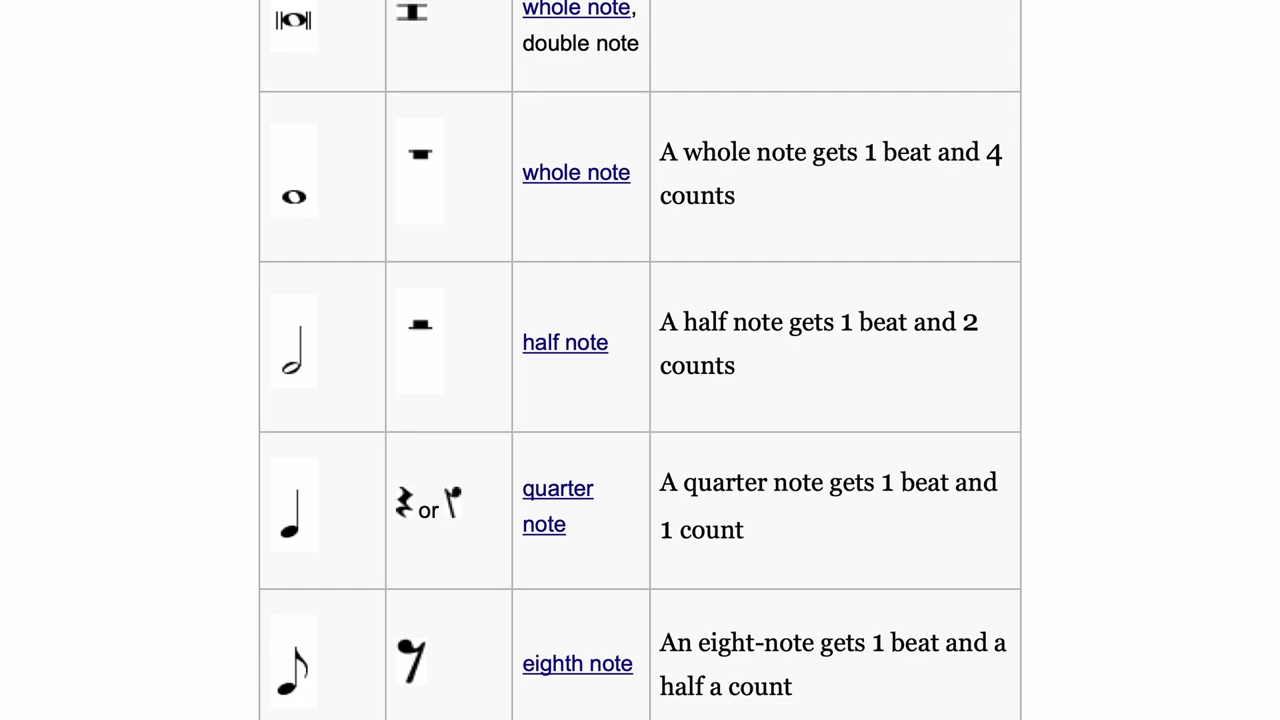 whole note,
double note
whole note
A whole note gets 1 beat and 4
counts
half note
A half note gets 1 beat and 2
counts
or
quarter
note
A quarter note gets 1 beat and
1 count
eighth note
An eight-note gets 1 beat and a
half a count